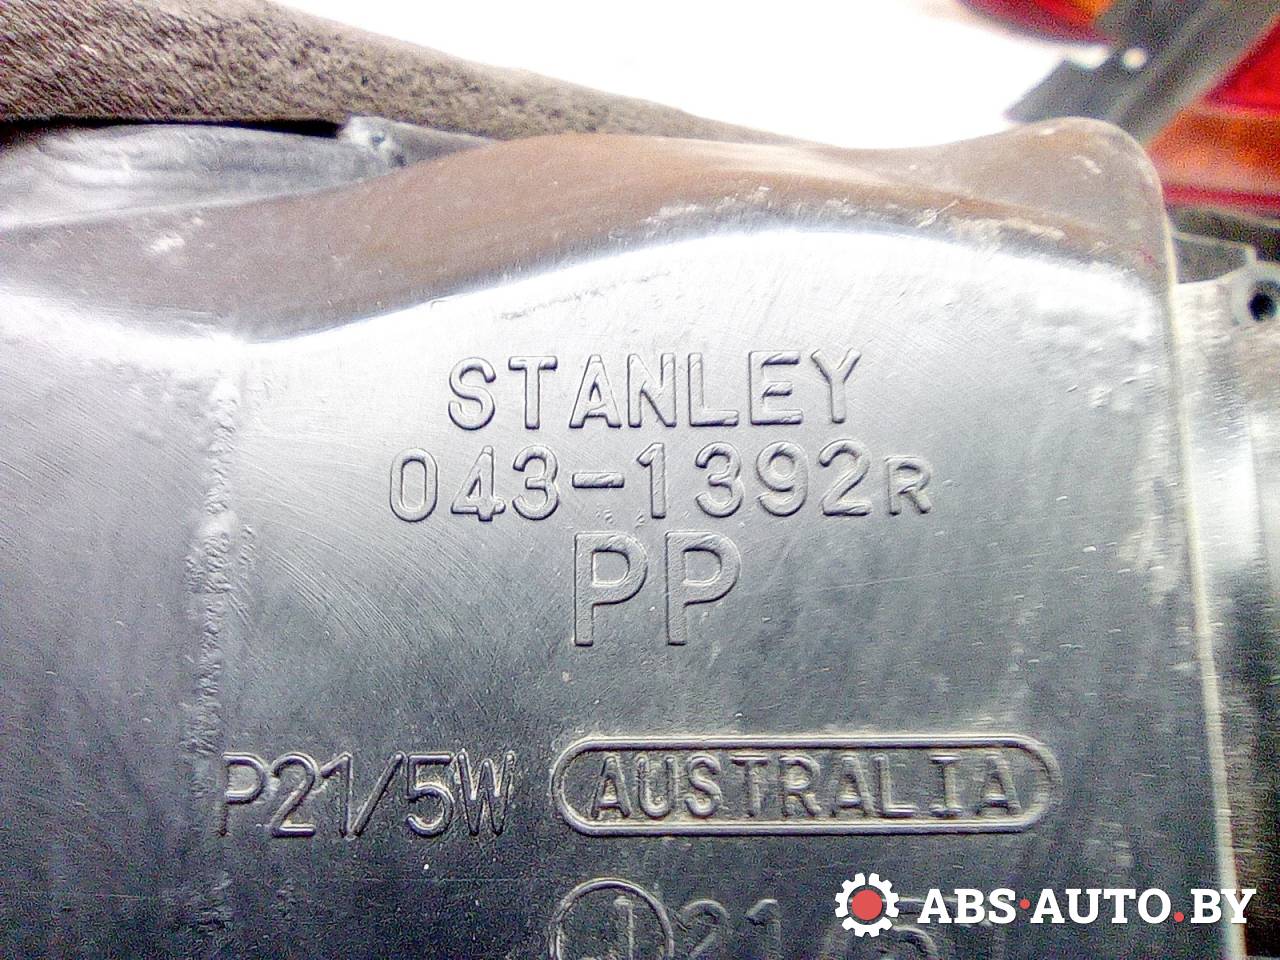 STANLEY
043-1392R
PP
P21/5W AUSTRALIA
ABS·AUTO.BY